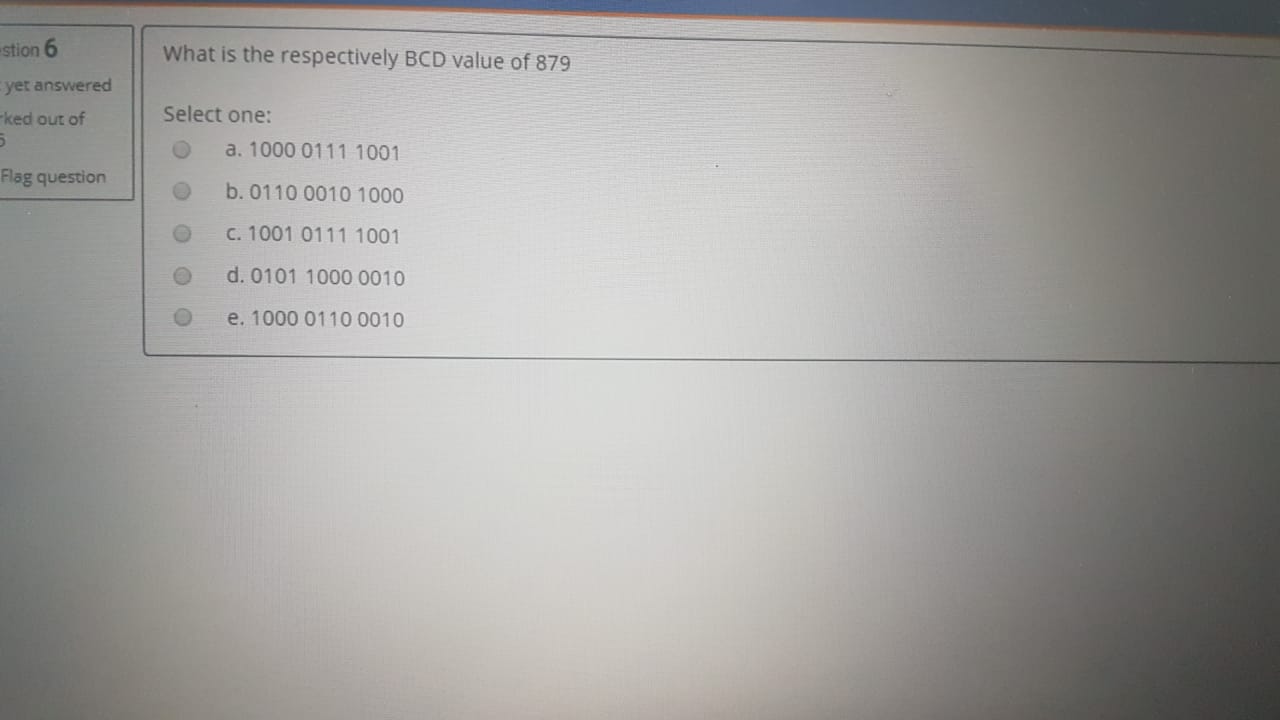 stion 6
yet answered
rked out of
5
Flag question
What is the respectively BCD value of 879
Select one:
a. 1000 0111 1001
b. 0110 0010 1000
c. 1001 0111 1001
d. 0101 1000 0010
e. 1000 0110 0010